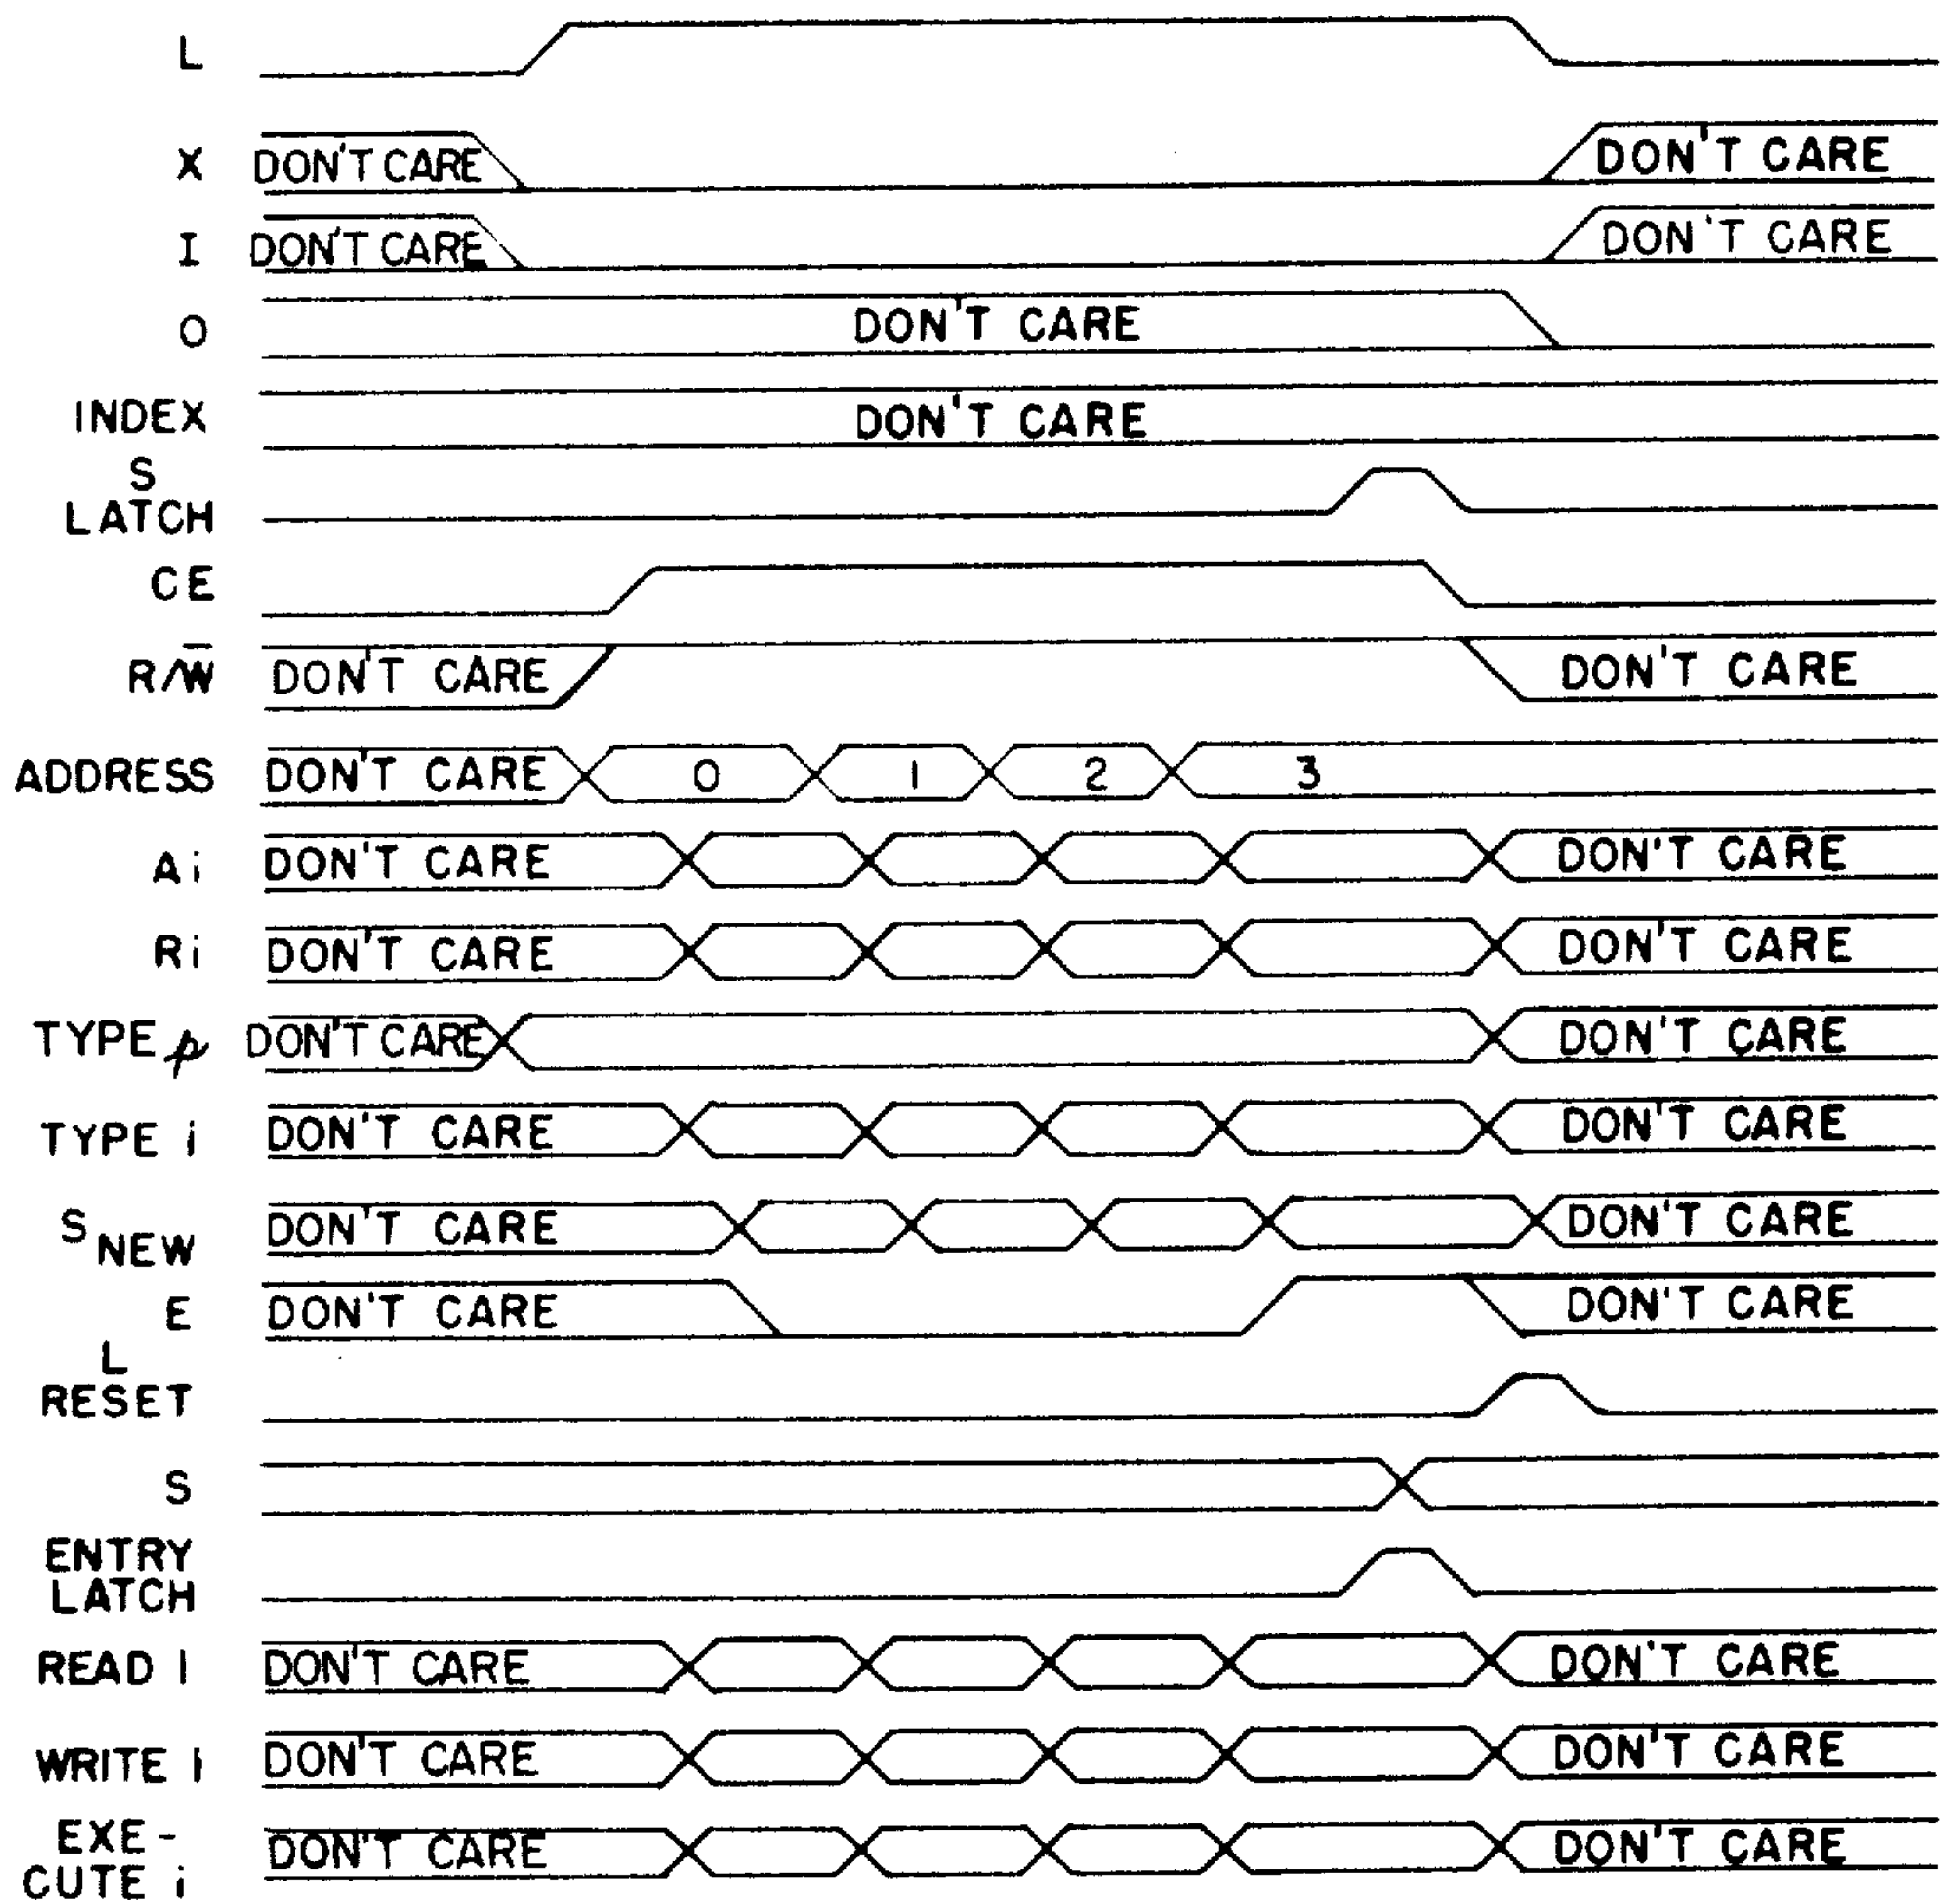 L
X DON'T CARE DON'T CARE
I DON'T CARE DON'T CARE
O DON'T CARE
INDEX DON'T CARE
S
LATCH
CE
R/W̅ DON'T CARE DON'T CARE
ADDRESS DON'T CARE 0 1 2 3
Ai DON'T CARE DON'T CARE
Ri DON'T CARE DON'T CARE
TYPE p DON'T CARE DON'T CARE
TYPE i DON'T CARE DON'T CARE
S NEW DON'T CARE DON'T CARE
E DON'T CARE DON'T CARE
L
RESET
S
ENTRY
LATCH
READ I DON'T CARE DON'T CARE
WRITE I DON'T CARE DON'T CARE
EXE-
CUTE i DON'T CARE DON'T CARE